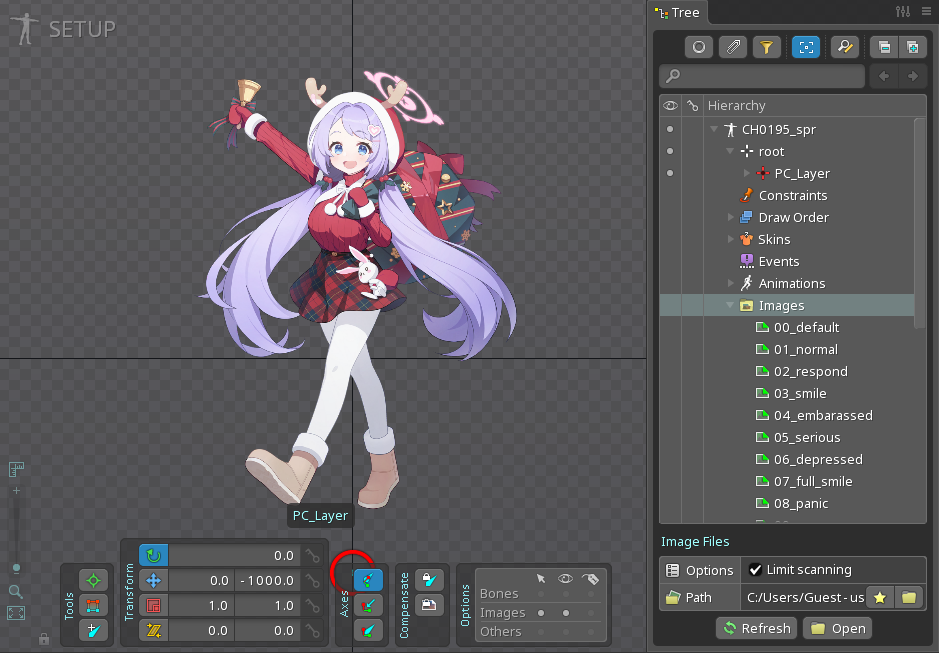 SETUP
Tree
Hierarchy
CH0195_spr
root
PC_Layer
Constraints
Draw Order
Skins
Events
Animations
Images
00_default
01_normal
02_respond
03_smile
04_embarassed
05_serious
06_depressed
07_full_smile
08_panic
Image Files
Options Limit scanning
Path C:/Users/Guest-us
Refresh Open
PC_Layer
Tools
Transform
0.0
0.0 -1000.0
1.0 1.0
0.0 0.0
Axes
Compensate
Options
Bones
Images
Others